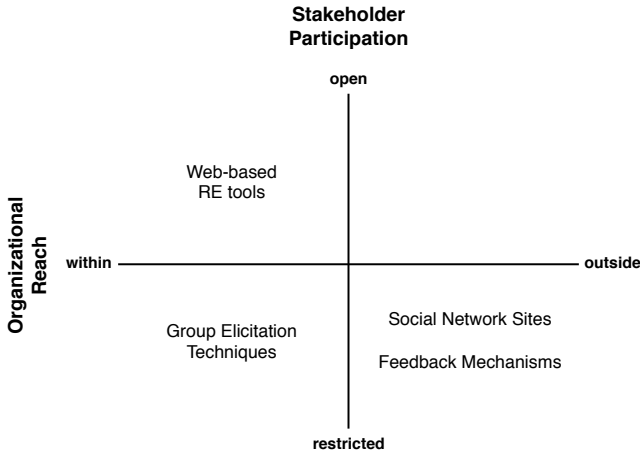 Stakeholder
Participation
open
Web-based
RE tools
Organizational
Reach
within
outside
Group Elicitation
Techniques
Social Network Sites
Feedback Mechanisms
restricted